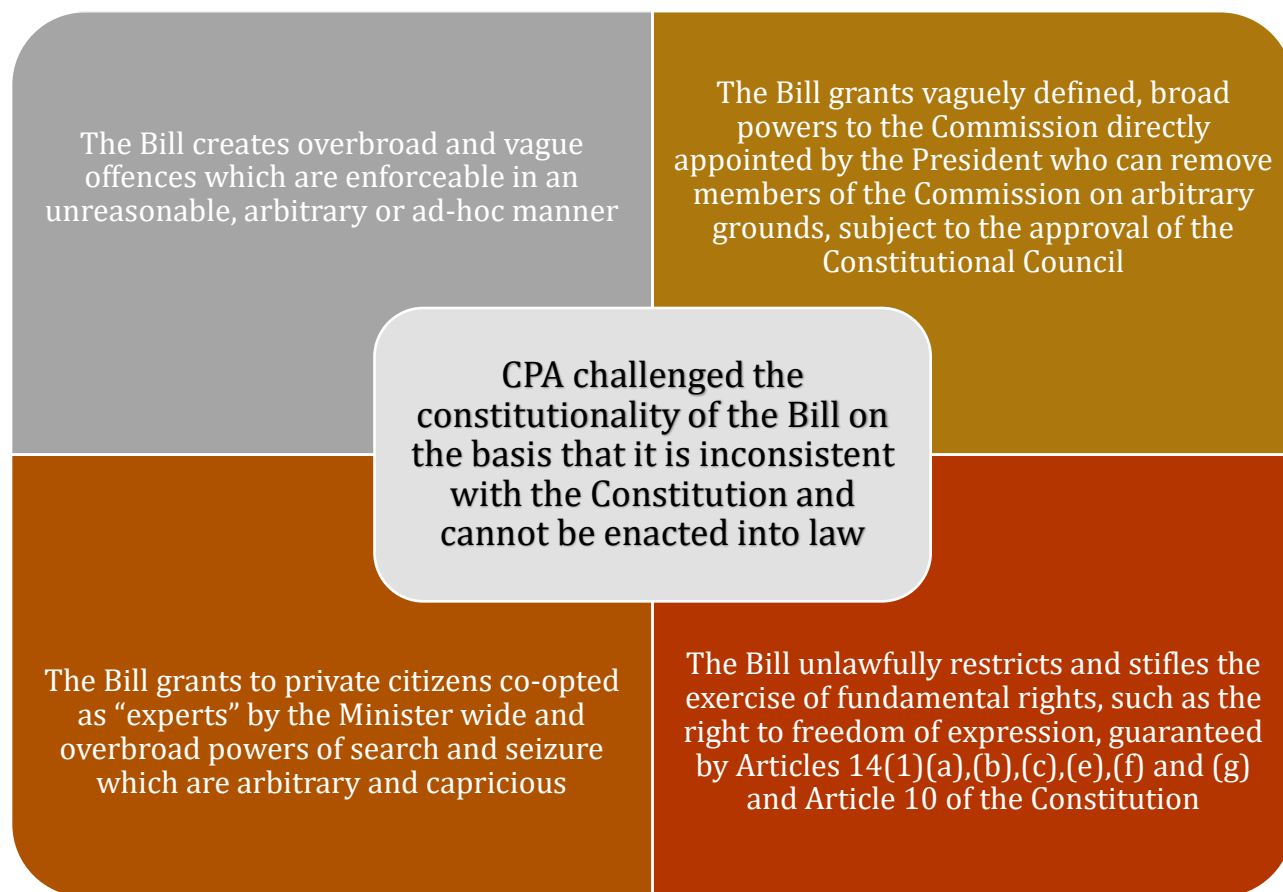 The Bill creates overbroad and vague
offences which are enforceable in an
unreasonable, arbitrary or ad-hoc manner
The Bill grants vaguely defined, broad
powers to the Commission directly
appointed by the President who can remove
members of the Commission on arbitrary
grounds, subject to the approval of the
Constitutional Council
CPA challenged the
constitutionality of the Bill on
the basis that it is inconsistent
with the Constitution and
cannot be enacted into law
The Bill grants to private citizens co-opted
as “experts” by the Minister wide and
overbroad powers of search and seizure
which are arbitrary and capricious
The Bill unlawfully restricts and stifles the
exercise of fundamental rights, such as the
right to freedom of expression, guaranteed
by Articles 14(1)(a),(b),(c),(e),(f) and (g)
and Article 10 of the Constitution